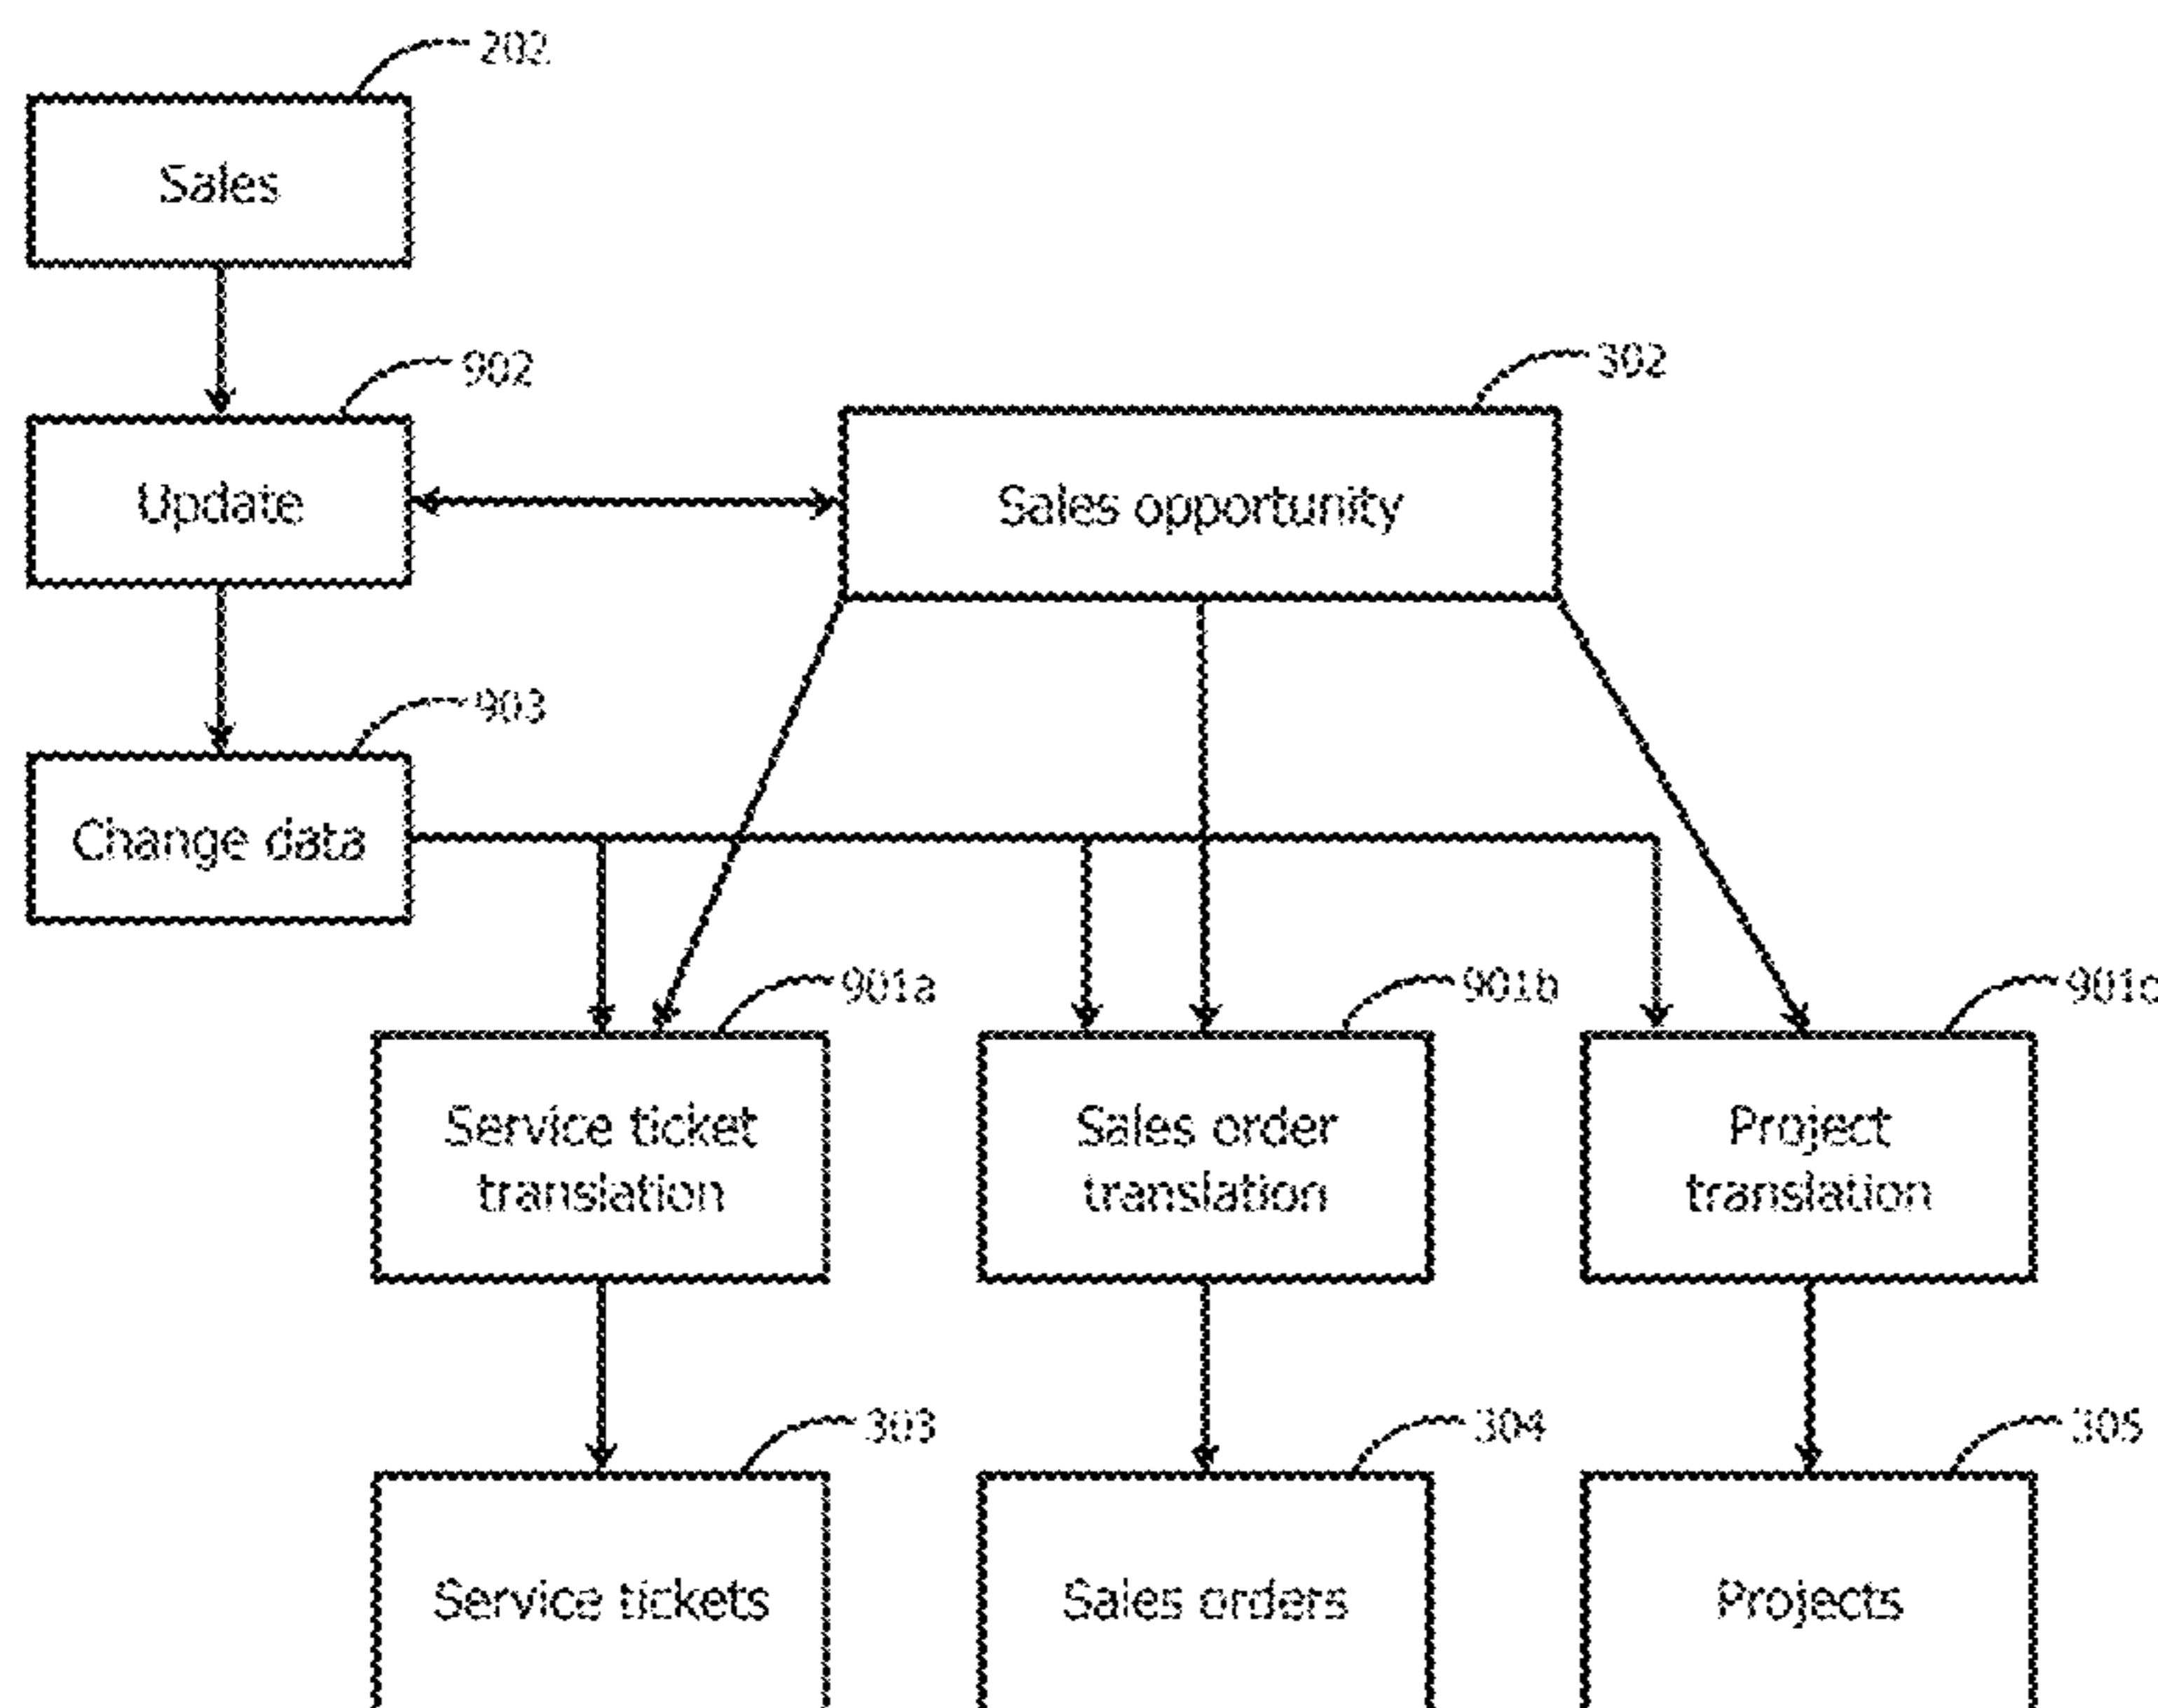 202
Sales
902
302
Update
Sales opportunity
903
Change data
901a
901b
901c
Service ticket
translation
Sales order
translation
Project
translation
303
304
305
Service tickets
Sales orders
Projects